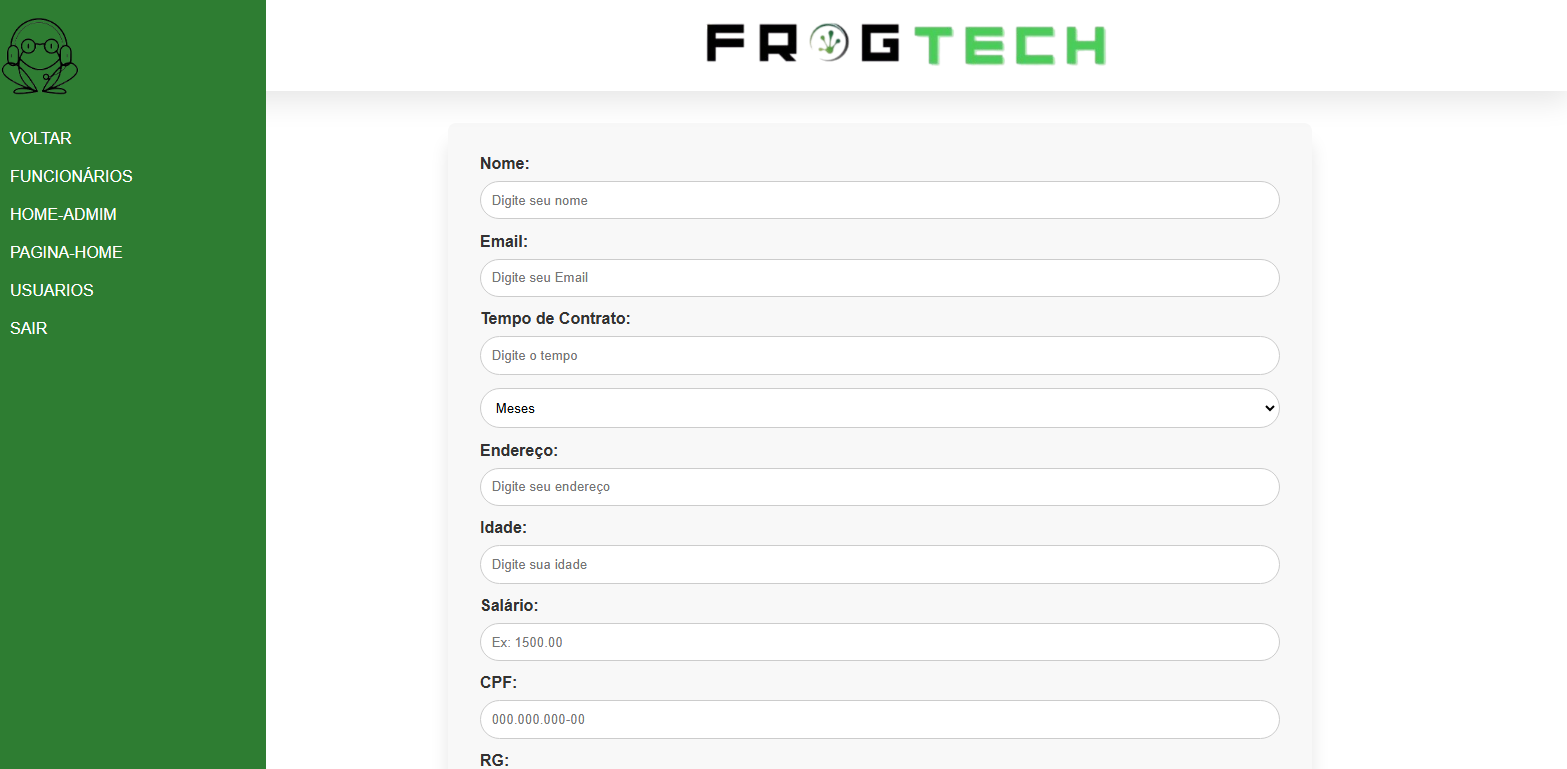 FROGTECH
VOLTAR
FUNCIONÁRIOS
HOME-ADMIM
PAGINA-HOME
USUARIOS
SAIR
Nome:
Digite seu nome
Email:
Digite seu Email
Tempo de Contrato:
Digite o tempo
Meses
Endereço:
Digite seu endereço
Idade:
Digite sua idade
Salário:
Ex: 1500.00
CPF:
000.000.000-00
RG: